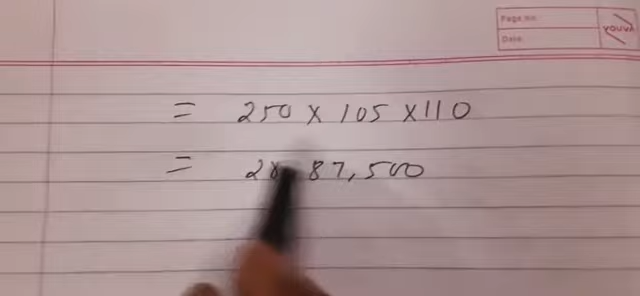 Page no:
Date:
YOUVA
= 250 x 105 x 110
= 28 87,500